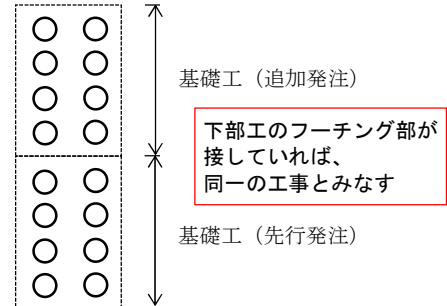 基礎工（追加発注）
下部工のフーチング部が
接していれば、
同一の工事とみなす
基礎工（先行発注）